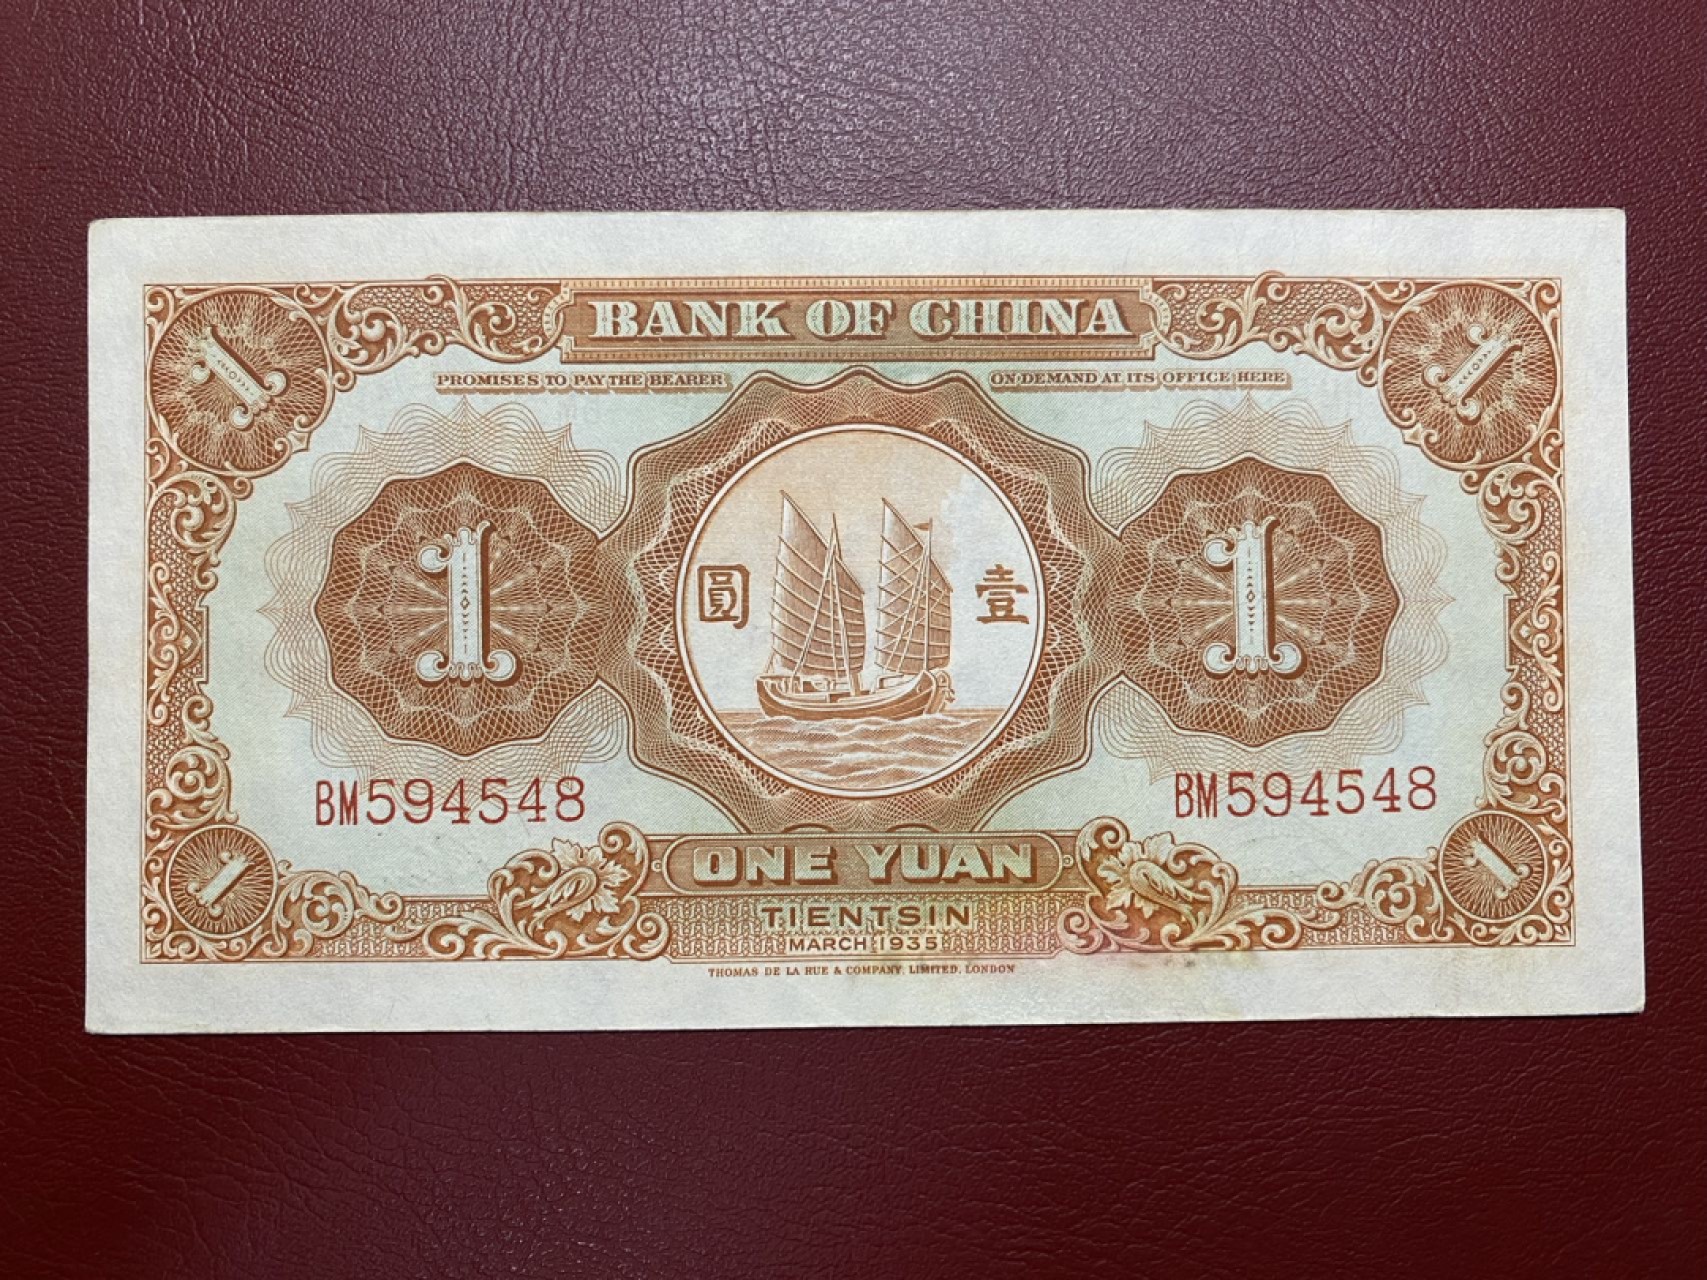 BANK OF CHINA
PROMISES TO PAY THE BEARER ON DEMAND AT ITS OFFICE HERE
1 1
1 圓 壹 1
BM594548 BM594548
1 ONE YUAN 1
TIENTSIN
MARCH 1935
THOMAS DE LA RUE & COMPANY, LIMITED, LONDON